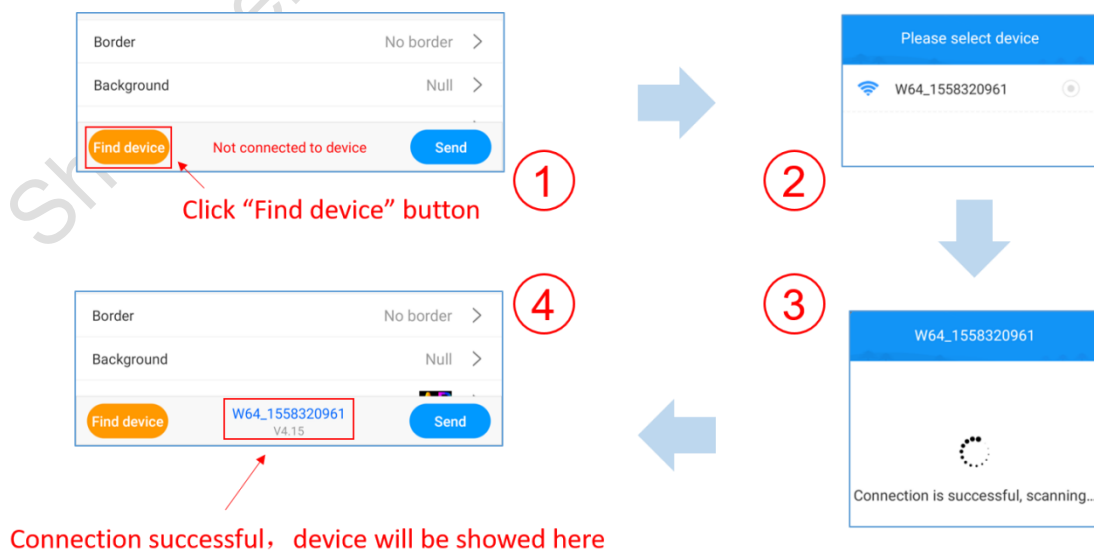 Border No border
Background Null
Find device Not connected to device Send
Click “Find device” button
1
Please select device
W64_1558320961
2
W64_1558320961
Connection is successful, scanning...
3
Border No border
Background Null
Find device W64_1558320961 Send
V4.15
4
Connection successful， device will be showed here